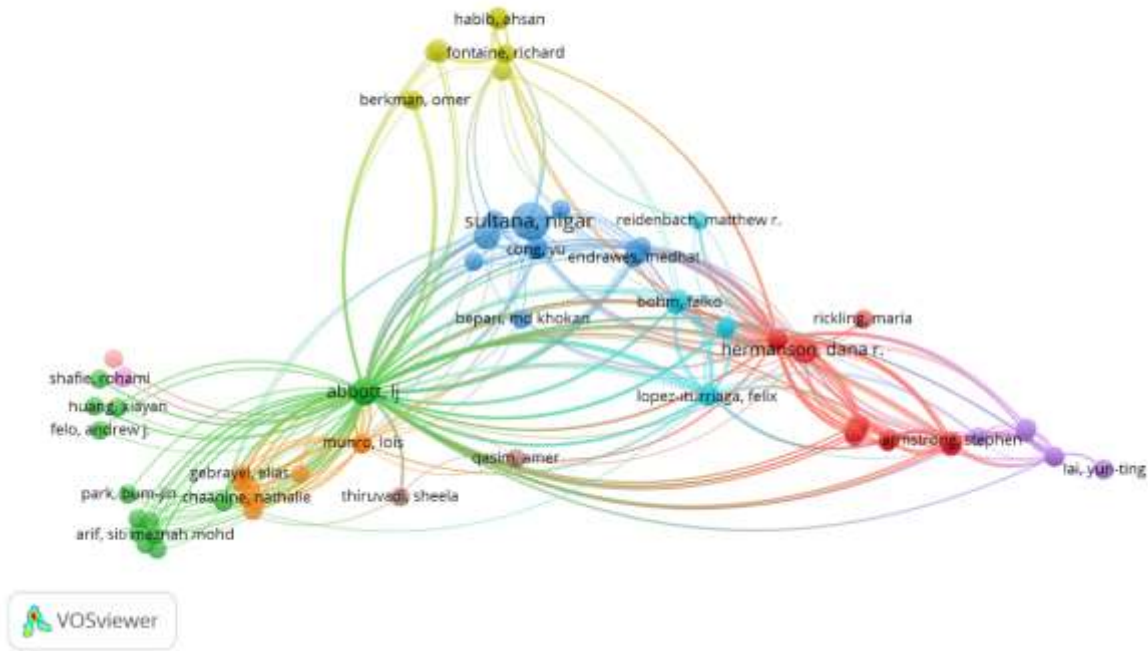 habib, ahsan
fontaine, richard
berkman, omer
sultana, nigar
reidenbach, matthew r.
cong, yu
endrawes, medhat
bohm, falko
bepari, md khokan
rickling, maria
hermanson, dana r.
shafie, rohami
abbott, lj
lopez-iturriaga, felix
huang, xiayan
felo, andrew j.
munro, lois
armstrong, stephen
qasim, amer
lai, yun-ting
gebrayel, elias
park, bum-jin
chaanine, nathalie
thiruvadi, sheela
arif, siti meznah mohd
VOSviewer